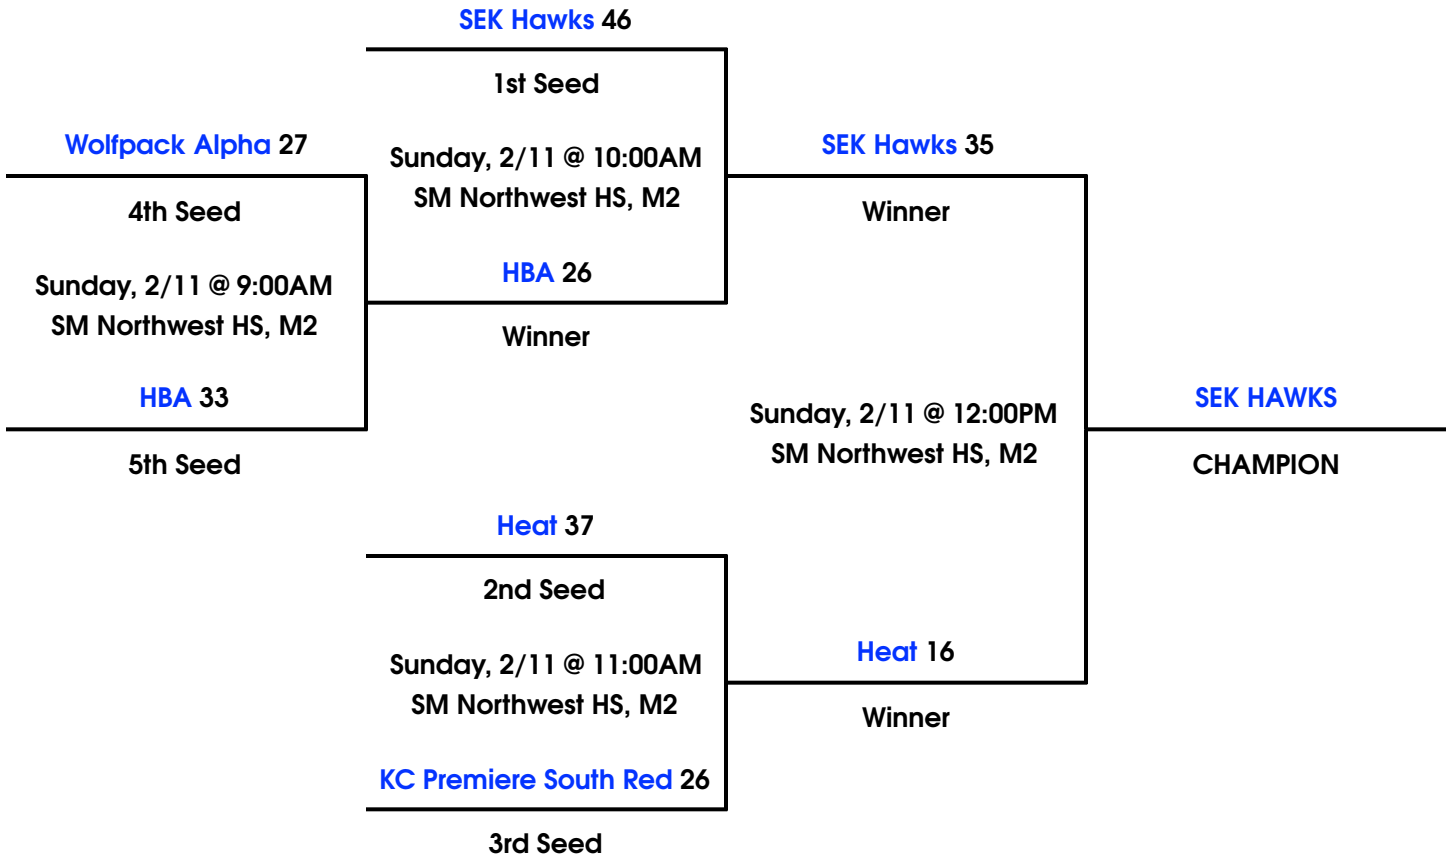 SEK Hawks 46
1st Seed
Wolfpack Alpha 27
Sunday, 2/11 @ 10:00AM
SM Northwest HS, M2
SEK Hawks 35
4th Seed
Winner
Sunday, 2/11 @ 9:00AM
SM Northwest HS, M2
HBA 26
Winner
HBA 33
5th Seed
Sunday, 2/11 @ 12:00PM
SM Northwest HS, M2
SEK HAWKS
CHAMPION
Heat 37
2nd Seed
Sunday, 2/11 @ 11:00AM
SM Northwest HS, M2
Heat 16
Winner
KC Premiere South Red 26
3rd Seed